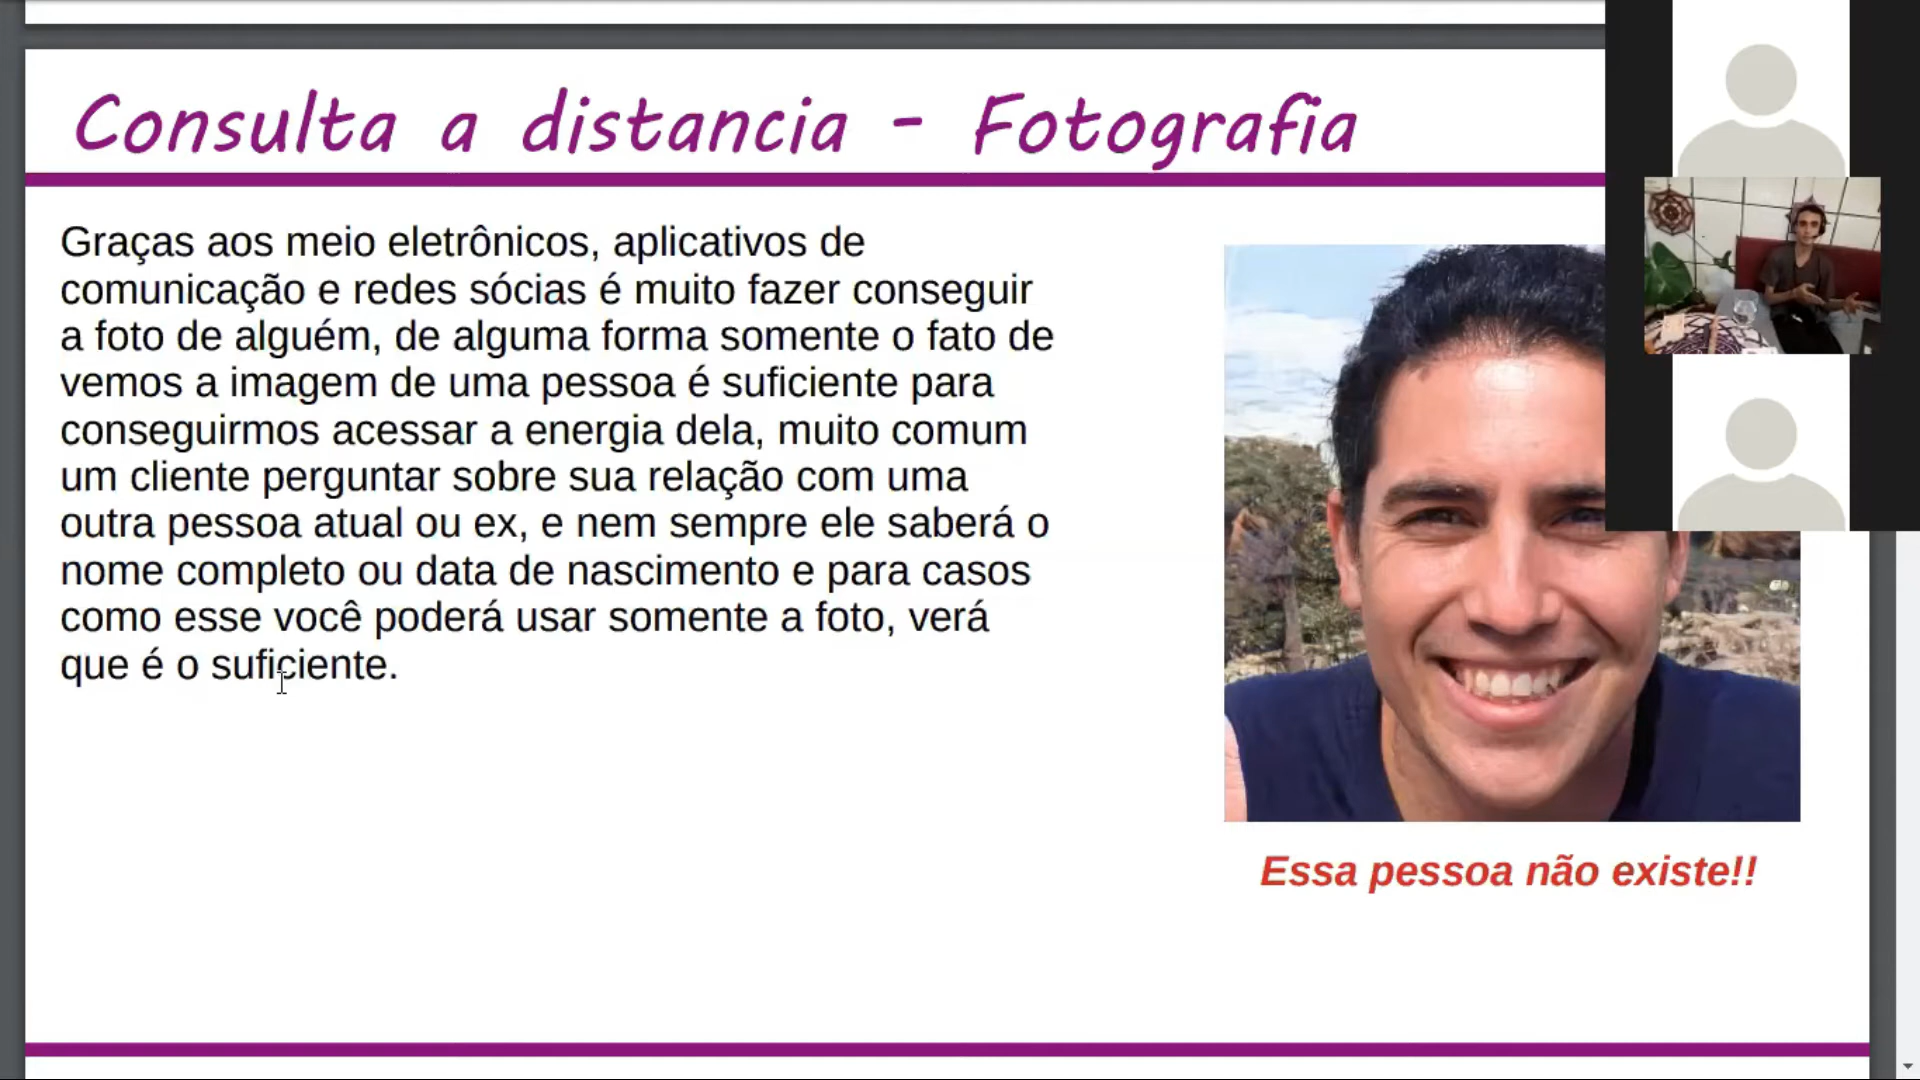 Consulta a distancia - Fotografia
Graças aos meio eletrônicos, aplicativos de
comunicação e redes sócias é muito fazer conseguir
a foto de alguém, de alguma forma somente o fato de
vemos a imagem de uma pessoa é suficiente para
conseguirmos acessar a energia dela, muito comum
um cliente perguntar sobre sua relação com uma
outra pessoa atual ou ex, e nem sempre ele saberá o
nome completo ou data de nascimento e para casos
como esse você poderá usar somente a foto, verá
que é o suficiente.
Essa pessoa não existe!!